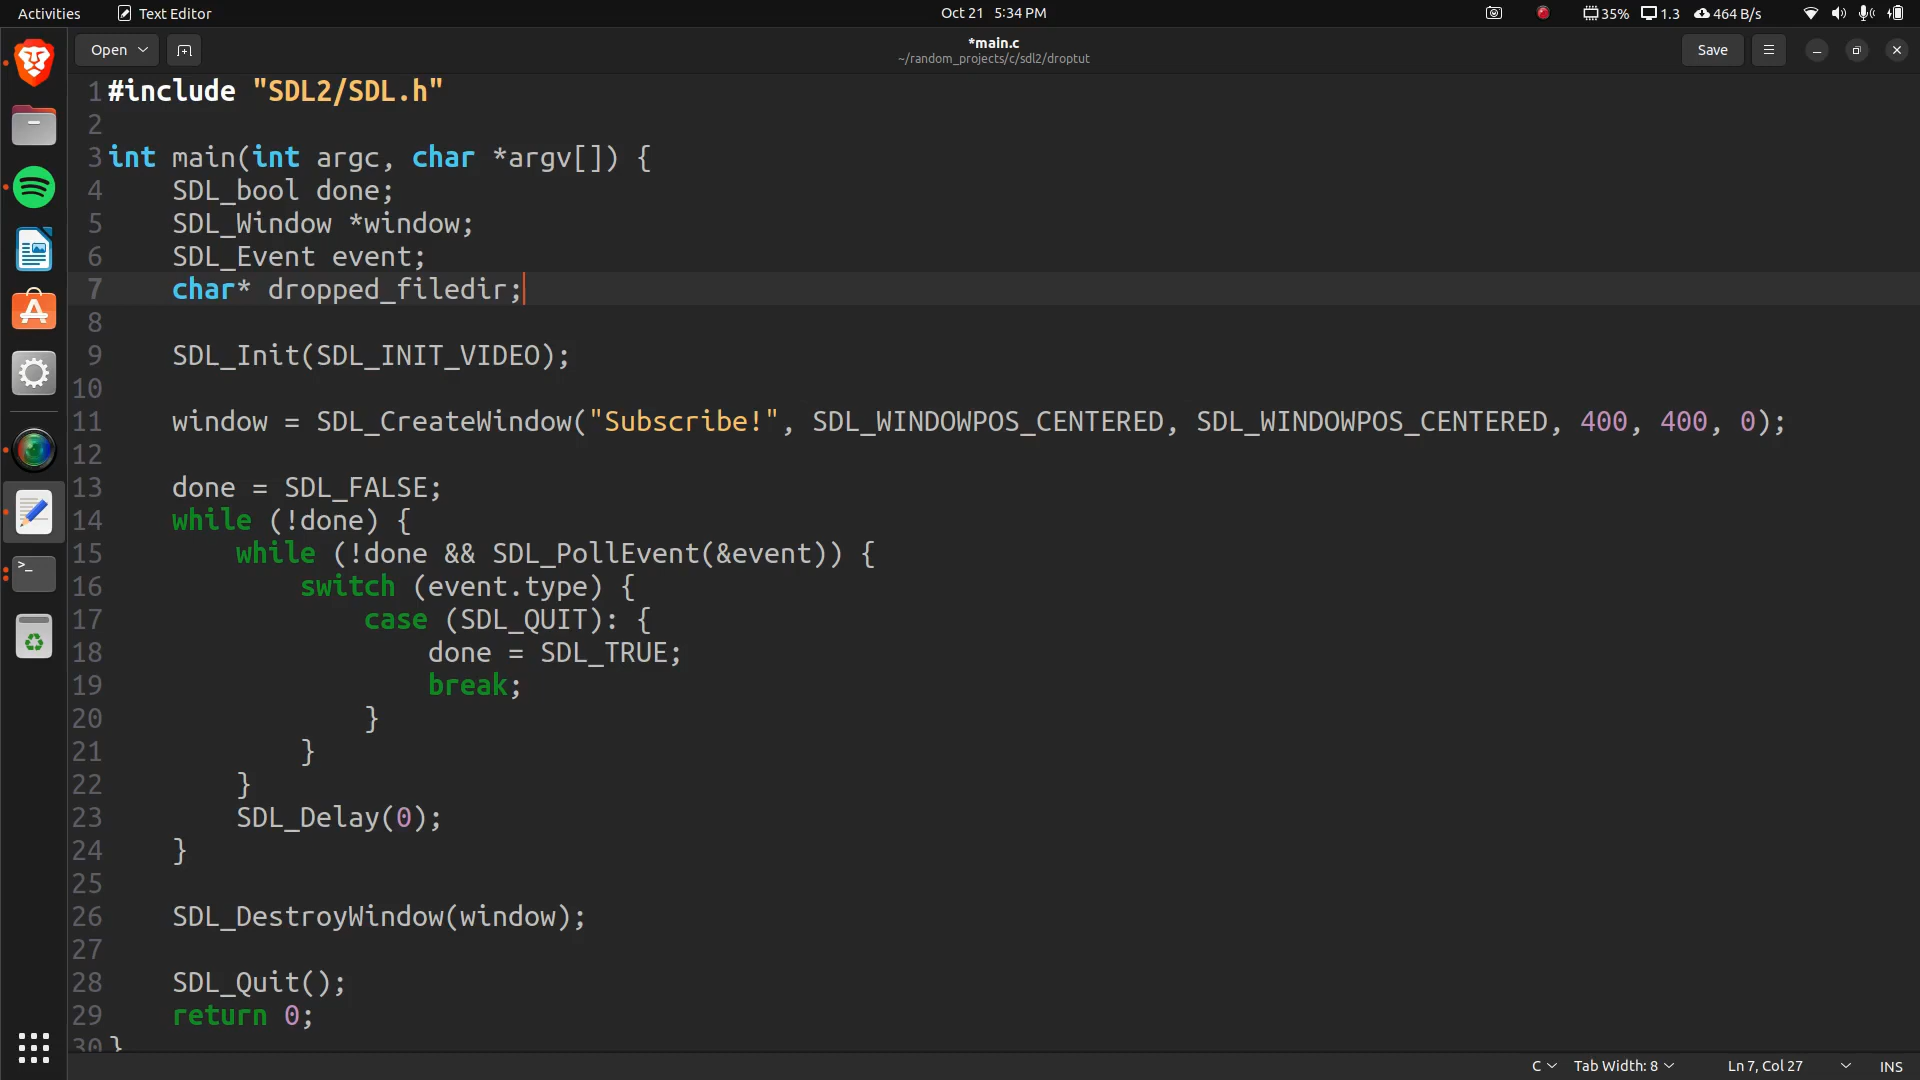 Activities Text Editor Oct 21 5:34 PM 35% 1.3 464 B/s
Open *main.c Save
~/random_projects/c/sdl2/droptut
1 #include "SDL2/SDL.h"
2
3 int main(int argc, char *argv[]) {
4     SDL_bool done;
5     SDL_Window *window;
6     SDL_Event event;
7     char* dropped_filedir;
8
9     SDL_Init(SDL_INIT_VIDEO);
10
11     window = SDL_CreateWindow("Subscribe!", SDL_WINDOWPOS_CENTERED, SDL_WINDOWPOS_CENTERED, 400, 400, 0);
12
13     done = SDL_FALSE;
14     while (!done) {
15         while (!done && SDL_PollEvent(&event)) {
16             switch (event.type) {
17                 case (SDL_QUIT): {
18                     done = SDL_TRUE;
19                     break;
20                 }
21             }
22         }
23         SDL_Delay(0);
24     }
25
26     SDL_DestroyWindow(window);
27
28     SDL_Quit();
29     return 0;
30 }
C Tab Width: 8 Ln 7, Col 27 INS